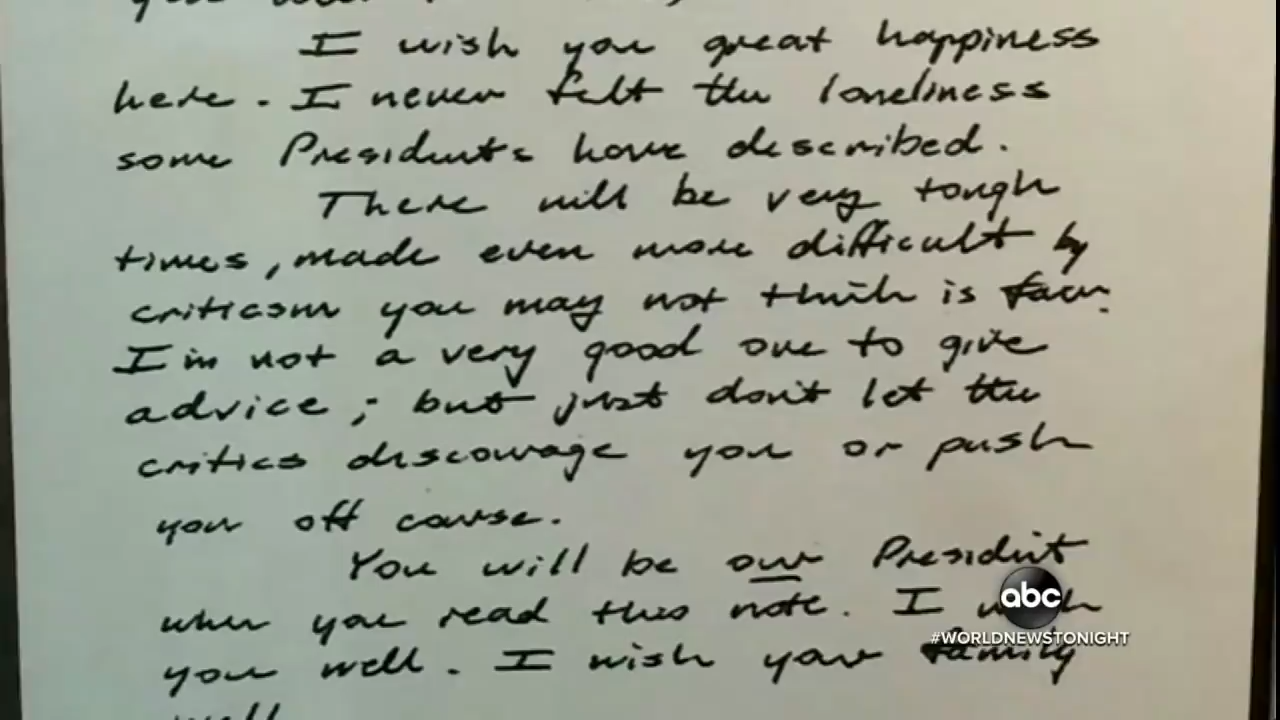 I wish you great happiness
here. I never felt the loneliness
some Presidents have described.
There will be very tough
times, made even more difficult by
criticism you may not think is fair.
I'm not a very good one to give
advice; but just don't let the
critics discourage you or push
you off course.
You will be our President
when you read this note. I wish
you well. I wish your family
well
abc
#WORLDNEWSTONIGHT